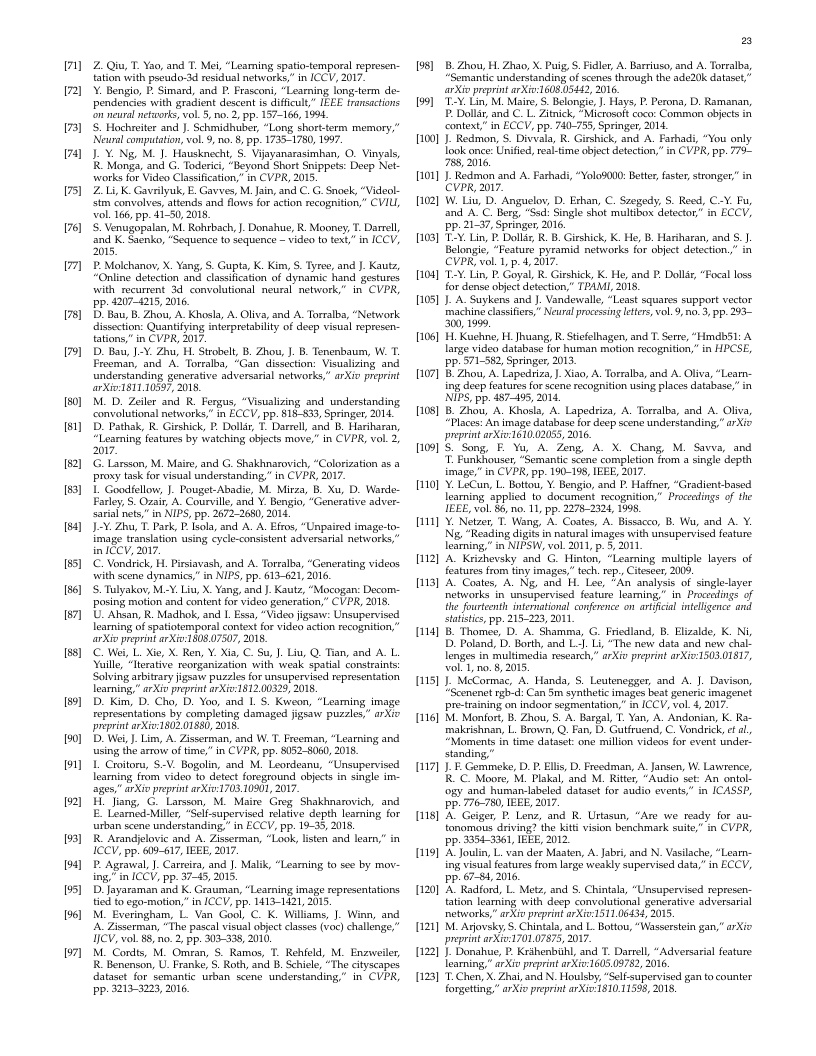 23
[71] Z. Qiu, T. Yao, and T. Mei, “Learning spatio-temporal represen-
tation with pseudo-3d residual networks,” in ICCV, 2017.
[72] Y. Bengio, P. Simard, and P. Frasconi, “Learning long-term de-
pendencies with gradient descent is difficult,” IEEE transactions
on neural networks, vol. 5, no. 2, pp. 157–166, 1994.
[73] S. Hochreiter and J. Schmidhuber, “Long short-term memory,”
Neural computation, vol. 9, no. 8, pp. 1735–1780, 1997.
[74] J. Y. Ng, M. J. Hausknecht, S. Vijayanarasimhan, O. Vinyals,
R. Monga, and G. Toderici, “Beyond Short Snippets: Deep Net-
works for Video Classification,” in CVPR, 2015.
[75] Z. Li, K. Gavrilyuk, E. Gavves, M. Jain, and C. G. Snoek, “Videol-
stm convolves, attends and flows for action recognition,” CVIU,
vol. 166, pp. 41–50, 2018.
[76] S. Venugopalan, M. Rohrbach, J. Donahue, R. Mooney, T. Darrell,
and K. Saenko, “Sequence to sequence – video to text,” in ICCV,
2015.
[77] P. Molchanov, X. Yang, S. Gupta, K. Kim, S. Tyree, and J. Kautz,
“Online detection and classification of dynamic hand gestures
with recurrent 3d convolutional neural network,” in CVPR,
pp. 4207–4215, 2016.
[78] D. Bau, B. Zhou, A. Khosla, A. Oliva, and A. Torralba, “Network
dissection: Quantifying interpretability of deep visual represen-
tations,” in CVPR, 2017.
[79] D. Bau, J.-Y. Zhu, H. Strobelt, B. Zhou, J. B. Tenenbaum, W. T.
Freeman, and A. Torralba, “Gan dissection: Visualizing and
understanding generative adversarial networks,” arXiv preprint
arXiv:1811.10597, 2018.
[80] M. D. Zeiler and R. Fergus, “Visualizing and understanding
convolutional networks,” in ECCV, pp. 818–833, Springer, 2014.
[81] D. Pathak, R. Girshick, P. Dollár, T. Darrell, and B. Hariharan,
“Learning features by watching objects move,” in CVPR, vol. 2,
2017.
[82] G. Larsson, M. Maire, and G. Shakhnarovich, “Colorization as a
proxy task for visual understanding,” in CVPR, 2017.
[83] I. Goodfellow, J. Pouget-Abadie, M. Mirza, B. Xu, D. Warde-
Farley, S. Ozair, A. Courville, and Y. Bengio, “Generative adver-
sarial nets,” in NIPS, pp. 2672–2680, 2014.
[84] J.-Y. Zhu, T. Park, P. Isola, and A. A. Efros, “Unpaired image-to-
image translation using cycle-consistent adversarial networks,”
in ICCV, 2017.
[85] C. Vondrick, H. Pirsiavash, and A. Torralba, “Generating videos
with scene dynamics,” in NIPS, pp. 613–621, 2016.
[86] S. Tulyakov, M.-Y. Liu, X. Yang, and J. Kautz, “Mocogan: Decom-
posing motion and content for video generation,” CVPR, 2018.
[87] U. Ahsan, R. Madhok, and I. Essa, “Video jigsaw: Unsupervised
learning of spatiotemporal context for video action recognition,”
arXiv preprint arXiv:1808.07507, 2018.
[88] C. Wei, L. Xie, X. Ren, Y. Xia, C. Su, J. Liu, Q. Tian, and A. L.
Yuille, “Iterative reorganization with weak spatial constraints:
Solving arbitrary jigsaw puzzles for unsupervised representation
learning,” arXiv preprint arXiv:1812.00329, 2018.
[89] D. Kim, D. Cho, D. Yoo, and I. S. Kweon, “Learning image
representations by completing damaged jigsaw puzzles,” arXiv
preprint arXiv:1802.01880, 2018.
[90] D. Wei, J. Lim, A. Zisserman, and W. T. Freeman, “Learning and
using the arrow of time,” in CVPR, pp. 8052–8060, 2018.
[91] I. Croitoru, S.-V. Bogolin, and M. Leordeanu, “Unsupervised
learning from video to detect foreground objects in single im-
ages,” arXiv preprint arXiv:1703.10901, 2017.
[92] H. Jiang, G. Larsson, M. Maire Greg Shakhnarovich, and
E. Learned-Miller, “Self-supervised relative depth learning for
urban scene understanding,” in ECCV, pp. 19–35, 2018.
[93] R. Arandjelovic and A. Zisserman, “Look, listen and learn,” in
ICCV, pp. 609–617, IEEE, 2017.
[94] P. Agrawal, J. Carreira, and J. Malik, “Learning to see by mov-
ing,” in ICCV, pp. 37–45, 2015.
[95] D. Jayaraman and K. Grauman, “Learning image representations
tied to ego-motion,” in ICCV, pp. 1413–1421, 2015.
[96] M. Everingham, L. Van Gool, C. K. Williams, J. Winn, and
A. Zisserman, “The pascal visual object classes (voc) challenge,”
IJCV, vol. 88, no. 2, pp. 303–338, 2010.
[97] M. Cordts, M. Omran, S. Ramos, T. Rehfeld, M. Enzweiler,
R. Benenson, U. Franke, S. Roth, and B. Schiele, “The cityscapes
dataset for semantic urban scene understanding,” in CVPR,
pp. 3213–3223, 2016.
[98] B. Zhou, H. Zhao, X. Puig, S. Fidler, A. Barriuso, and A. Torralba,
“Semantic understanding of scenes through the ade20k dataset,”
arXiv preprint arXiv:1608.05442, 2016.
[99] T.-Y. Lin, M. Maire, S. Belongie, J. Hays, P. Perona, D. Ramanan,
P. Dollár, and C. L. Zitnick, “Microsoft coco: Common objects in
context,” in ECCV, pp. 740–755, Springer, 2014.
[100] J. Redmon, S. Divvala, R. Girshick, and A. Farhadi, “You only
look once: Unified, real-time object detection,” in CVPR, pp. 779–
788, 2016.
[101] J. Redmon and A. Farhadi, “Yolo9000: Better, faster, stronger,” in
CVPR, 2017.
[102] W. Liu, D. Anguelov, D. Erhan, C. Szegedy, S. Reed, C.-Y. Fu,
and A. C. Berg, “Ssd: Single shot multibox detector,” in ECCV,
pp. 21–37, Springer, 2016.
[103] T.-Y. Lin, P. Dollár, R. B. Girshick, K. He, B. Hariharan, and S. J.
Belongie, “Feature pyramid networks for object detection.,” in
CVPR, vol. 1, p. 4, 2017.
[104] T.-Y. Lin, P. Goyal, R. Girshick, K. He, and P. Dollár, “Focal loss
for dense object detection,” TPAMI, 2018.
[105] J. A. Suykens and J. Vandewalle, “Least squares support vector
machine classifiers,” Neural processing letters, vol. 9, no. 3, pp. 293–
300, 1999.
[106] H. Kuehne, H. Jhuang, R. Stiefelhagen, and T. Serre, “Hmdb51: A
large video database for human motion recognition,” in HPCSE,
pp. 571–582, Springer, 2013.
[107] B. Zhou, A. Lapedriza, J. Xiao, A. Torralba, and A. Oliva, “Learn-
ing deep features for scene recognition using places database,” in
NIPS, pp. 487–495, 2014.
[108] B. Zhou, A. Khosla, A. Lapedriza, A. Torralba, and A. Oliva,
“Places: An image database for deep scene understanding,” arXiv
preprint arXiv:1610.02055, 2016.
[109] S. Song, F. Yu, A. Zeng, A. X. Chang, M. Savva, and
T. Funkhouser, “Semantic scene completion from a single depth
image,” in CVPR, pp. 190–198, IEEE, 2017.
[110] Y. LeCun, L. Bottou, Y. Bengio, and P. Haffner, “Gradient-based
learning applied to document recognition,” Proceedings of the
IEEE, vol. 86, no. 11, pp. 2278–2324, 1998.
[111] Y. Netzer, T. Wang, A. Coates, A. Bissacco, B. Wu, and A. Y.
Ng, “Reading digits in natural images with unsupervised feature
learning,” in NIPSW, vol. 2011, p. 5, 2011.
[112] A. Krizhevsky and G. Hinton, “Learning multiple layers of
features from tiny images,” tech. rep., Citeseer, 2009.
[113] A. Coates, A. Ng, and H. Lee, “An analysis of single-layer
networks in unsupervised feature learning,” in Proceedings of
the fourteenth international conference on artificial intelligence and
statistics, pp. 215–223, 2011.
[114] B. Thomee, D. A. Shamma, G. Friedland, B. Elizalde, K. Ni,
D. Poland, D. Borth, and L.-J. Li, “The new data and new chal-
lenges in multimedia research,” arXiv preprint arXiv:1503.01817,
vol. 1, no. 8, 2015.
[115] J. McCormac, A. Handa, S. Leutenegger, and A. J. Davison,
“Scenenet rgb-d: Can 5m synthetic images beat generic imagenet
pre-training on indoor segmentation,” in ICCV, vol. 4, 2017.
[116] M. Monfort, B. Zhou, S. A. Bargal, T. Yan, A. Andonian, K. Ra-
makrishnan, L. Brown, Q. Fan, D. Gutfruend, C. Vondrick, et al.,
“Moments in time dataset: one million videos for event under-
standing,”
[117] J. F. Gemmeke, D. P. Ellis, D. Freedman, A. Jansen, W. Lawrence,
R. C. Moore, M. Plakal, and M. Ritter, “Audio set: An ontol-
ogy and human-labeled dataset for audio events,” in ICASSP,
pp. 776–780, IEEE, 2017.
[118] A. Geiger, P. Lenz, and R. Urtasun, “Are we ready for au-
tonomous driving? the kitti vision benchmark suite,” in CVPR,
pp. 3354–3361, IEEE, 2012.
[119] A. Joulin, L. van der Maaten, A. Jabri, and N. Vasilache, “Learn-
ing visual features from large weakly supervised data,” in ECCV,
pp. 67–84, 2016.
[120] A. Radford, L. Metz, and S. Chintala, “Unsupervised represen-
tation learning with deep convolutional generative adversarial
networks,” arXiv preprint arXiv:1511.06434, 2015.
[121] M. Arjovsky, S. Chintala, and L. Bottou, “Wasserstein gan,” arXiv
preprint arXiv:1701.07875, 2017.
[122] J. Donahue, P. Krähenbühl, and T. Darrell, “Adversarial feature
learning,” arXiv preprint arXiv:1605.09782, 2016.
[123] T. Chen, X. Zhai, and N. Houlsby, “Self-supervised gan to counter
forgetting,” arXiv preprint arXiv:1810.11598, 2018.